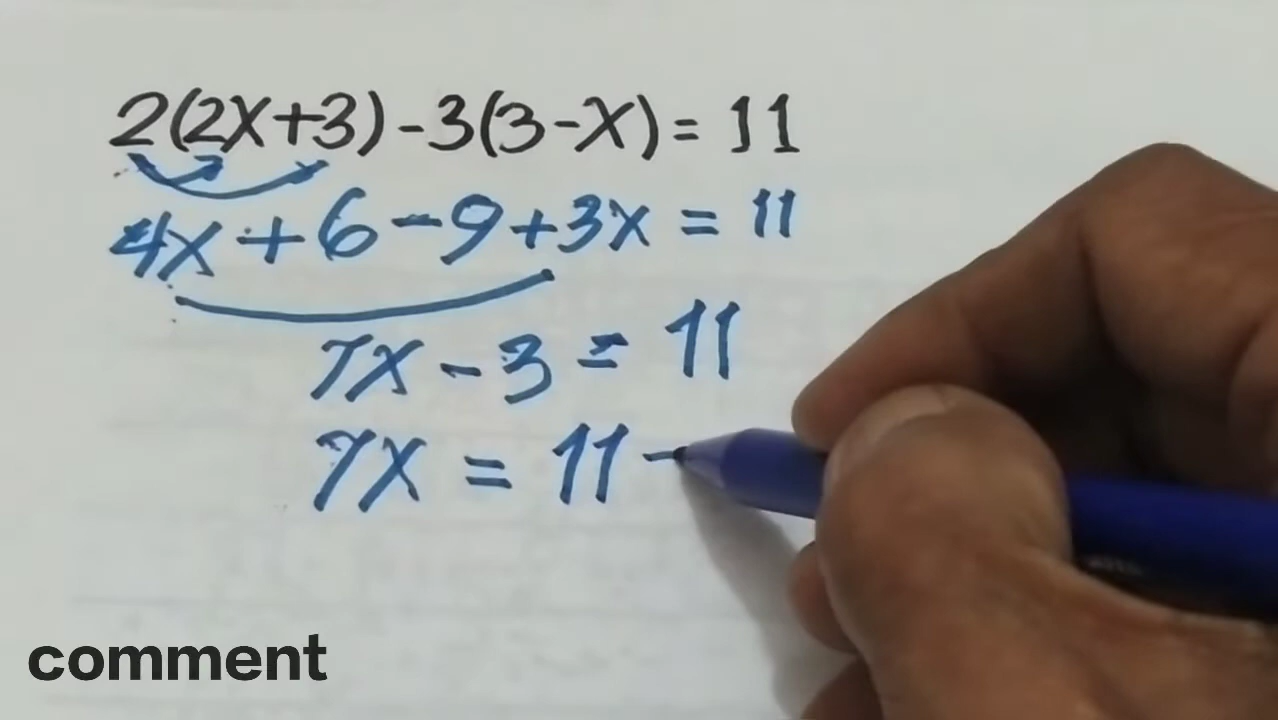 2(2x+3)-3(3-x)=11
4x+6-9+3x=11
7x-3=11
7x=11-
comment